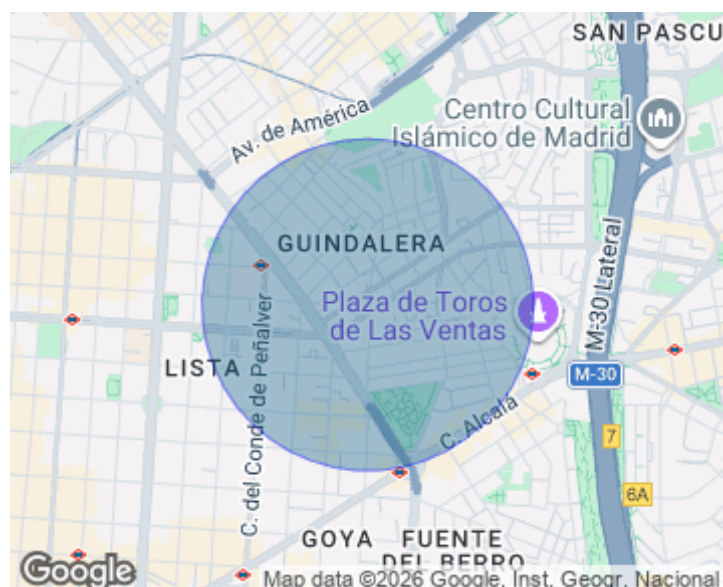 SAN PASCU
Av. de América
Centro Cultural
Islámico de Madrid
GUINDALERA
M-30 Lateral
Plaza de Toros
de Las Ventas
C. del Conde de Peñalver
LISTA
M-30
C. Alcalá
7
6A
GOYA
FUENTE
DEL BERRO
Google
Map data ©2026 Google, Inst. Geogr. Nacional